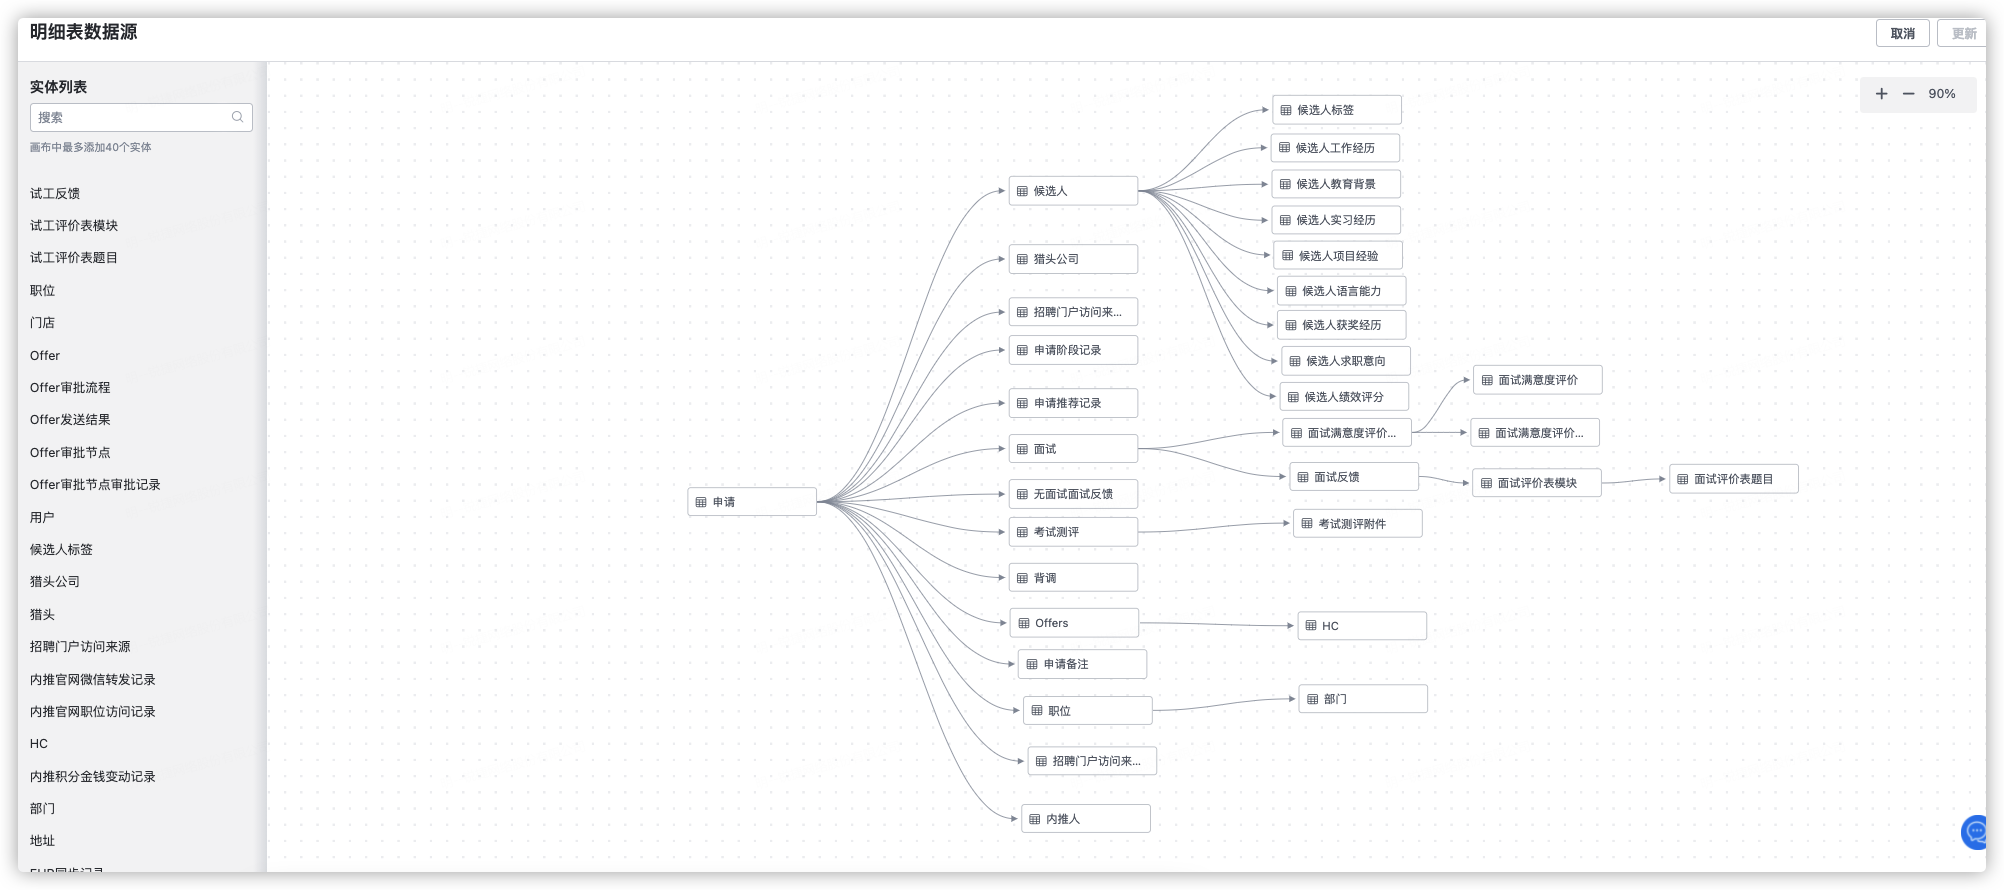 明细表数据源
取消
更新
实体列表
搜索
画布中最多添加40个实体
试工反馈
试工评价表模块
试工评价表题目
职位
门店
Offer
Offer审批流程
Offer发送结果
Offer审批节点
Offer审批节点审批记录
用户
候选人标签
猎头公司
猎头
招聘门户访问来源
内推官网微信转发记录
内推官网职位访问记录
HC
内推积分金钱变动记录
部门
地址
90%
申请
候选人
猎头公司
招聘门户访问来...
申请阶段记录
申请推荐记录
面试
无面试面试反馈
考试测评
背调
Offers
申请备注
职位
招聘门户访问来...
内推人
候选人标签
候选人工作经历
候选人教育背景
候选人实习经历
候选人项目经验
候选人语言能力
候选人获奖经历
候选人求职意向
候选人绩效评分
面试满意度评价...
面试反馈
考试测评附件
HC
部门
面试满意度评价
面试满意度评价...
面试评价表模块
面试评价表题目